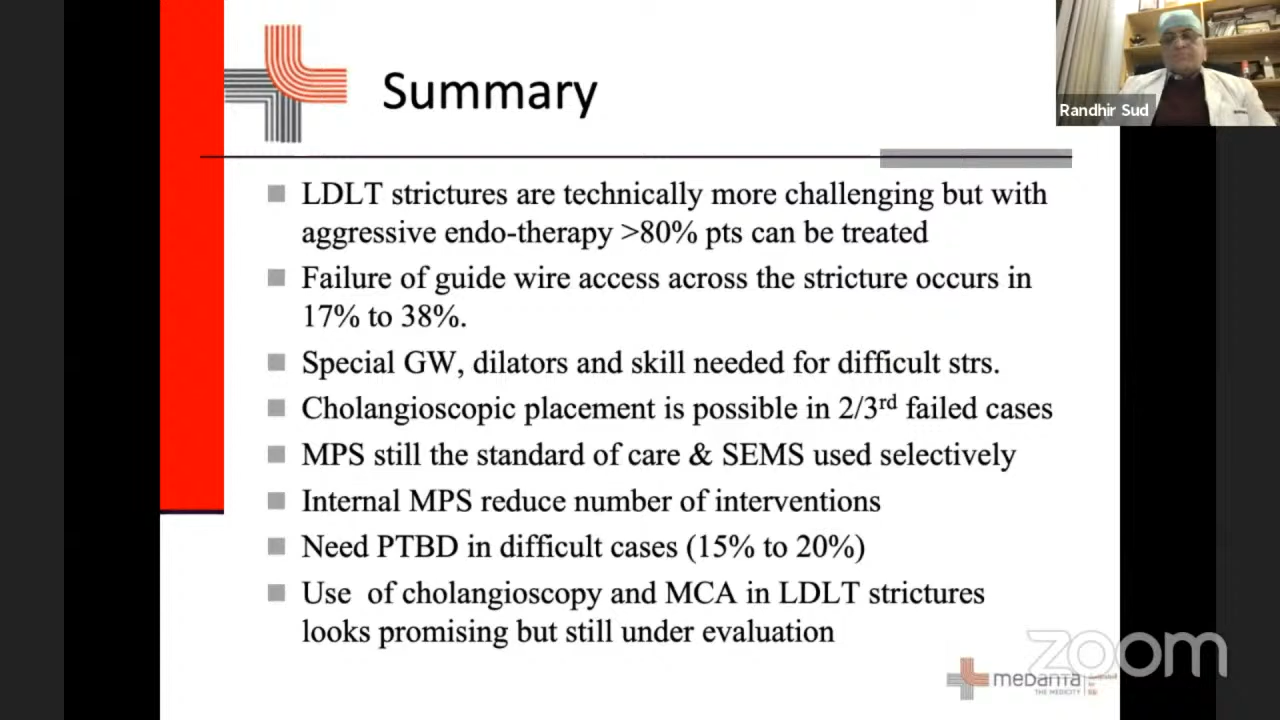 Summary
Randhir Sud
LDLT strictures are technically more challenging but with
aggressive endo-therapy >80% pts can be treated
Failure of guide wire access across the stricture occurs in
17% to 38%.
Special GW, dilators and skill needed for difficult strs.
Cholangioscopic placement is possible in 2/3rd failed cases
MPS still the standard of care & SEMS used selectively
Internal MPS reduce number of interventions
Need PTBD in difficult cases (15% to 20%)
Use of cholangioscopy and MCA in LDLT strictures
looks promising but still under evaluation
zoom
medanta
THE MEDICITY